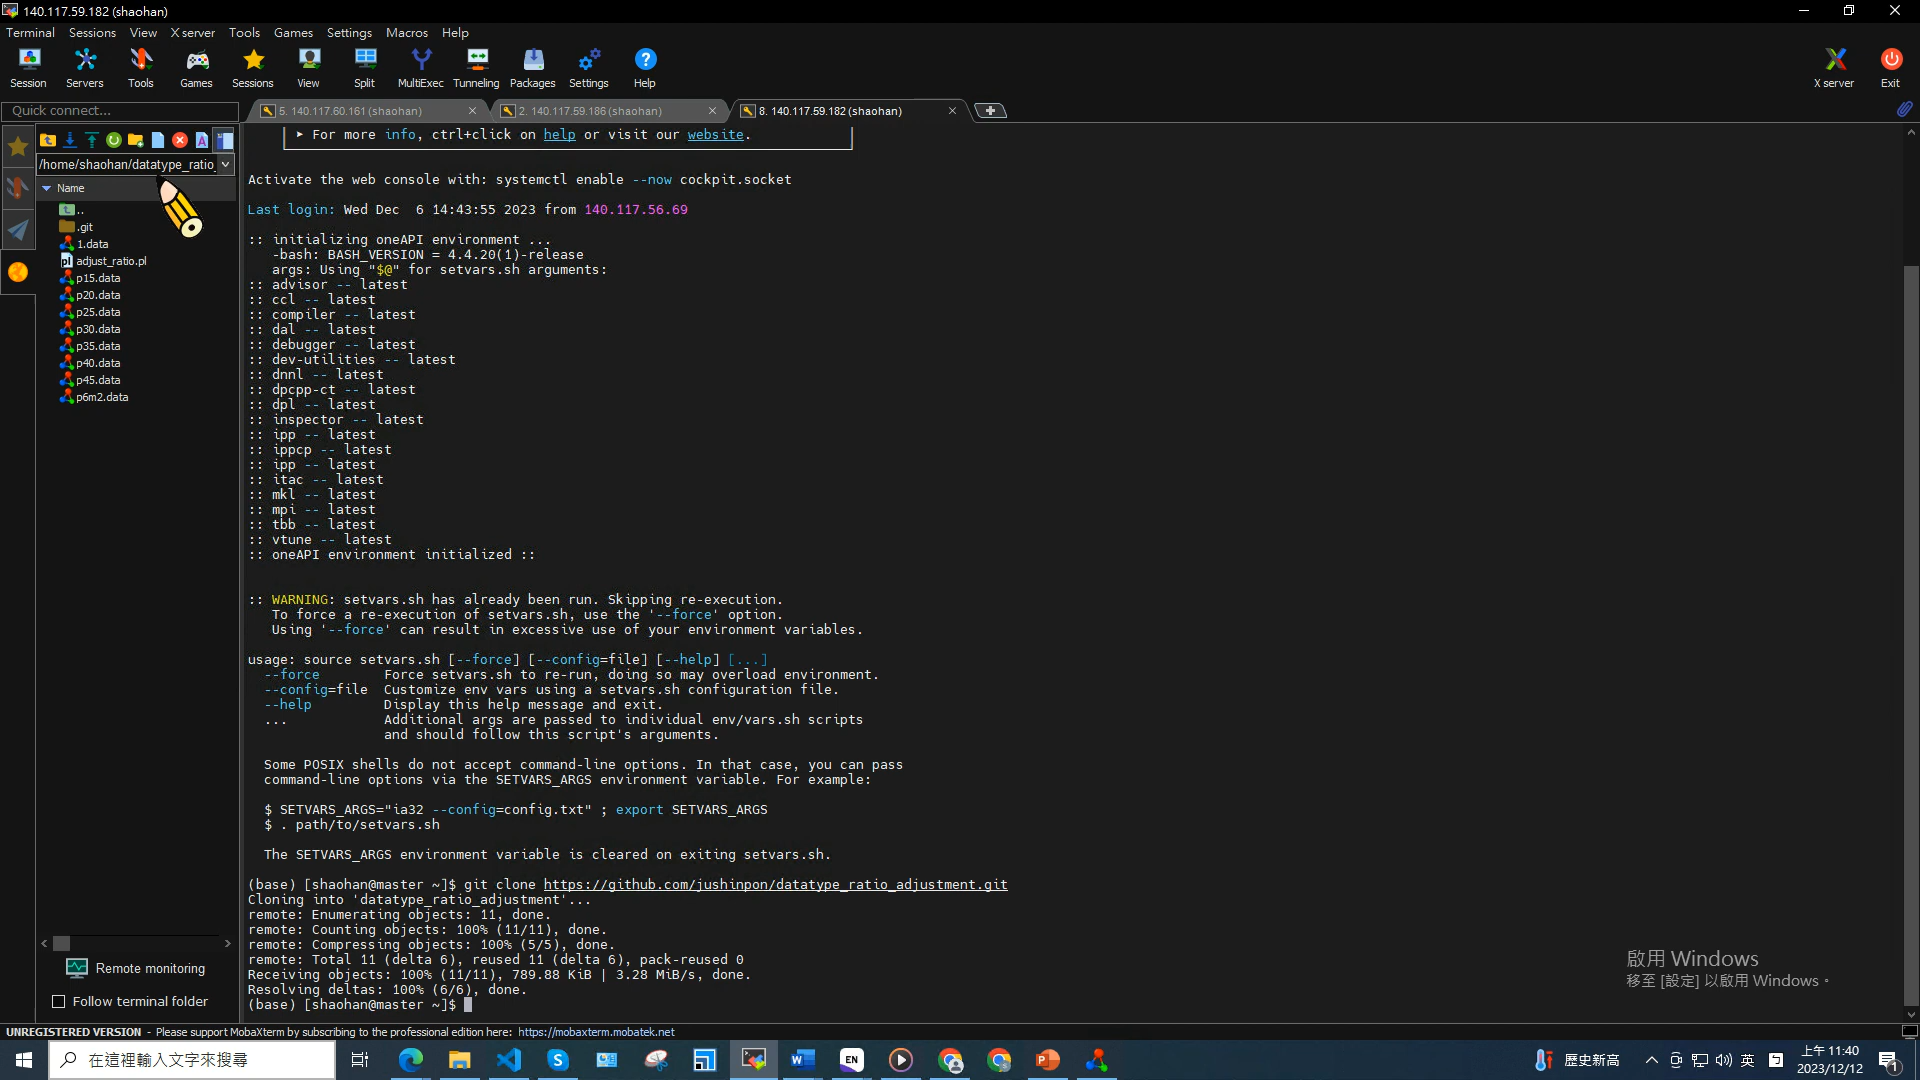 140.117.59.182 (shaohan)
Terminal Sessions View X server Tools Games Settings Macros Help
Session Servers Tools Games Sessions View Split MultiExec Tunneling Packages Settings Help X server Exit
Quick connect...
5. 140.117.60.161 (shaohan)
2. 140.117.59.186 (shaohan)
8. 140.117.59.182 (shaohan)
/home/shaohan/datatype_ratio_
Name
..
.git
1.data
adjust_ratio.pl
p15.data
p20.data
p25.data
p30.data
p35.data
p40.data
p45.data
p6m2.data
Remote monitoring
Follow terminal folder
➤ For more info, ctrl+click on help or visit our website.
Activate the web console with: systemctl enable --now cockpit.socket
Last login: Wed Dec  6 14:43:55 2023 from 140.117.56.69
:: initializing oneAPI environment ...
-bash: BASH_VERSION = 4.4.20(1)-release
args: Using "$@" for setvars.sh arguments:
:: advisor -- latest
:: ccl -- latest
:: compiler -- latest
:: dal -- latest
:: debugger -- latest
:: dev-utilities -- latest
:: dnnl -- latest
:: dpcpp-ct -- latest
:: dpl -- latest
:: inspector -- latest
:: ipp -- latest
:: ippcp -- latest
:: ipp -- latest
:: itac -- latest
:: mkl -- latest
:: mpi -- latest
:: tbb -- latest
:: vtune -- latest
:: oneAPI environment initialized ::
:: WARNING: setvars.sh has already been run. Skipping re-execution.
To force a re-execution of setvars.sh, use the '--force' option.
Using '--force' can result in excessive use of your environment variables.
usage: source setvars.sh [--force] [--config=file] [--help] [...]
--force        Force setvars.sh to re-run, doing so may overload environment.
--config=file  Customize env vars using a setvars.sh configuration file.
--help         Display this help message and exit.
...            Additional args are passed to individual env/vars.sh scripts
and should follow this script's arguments.
Some POSIX shells do not accept command-line options. In that case, you can pass
command-line options via the SETVARS_ARGS environment variable. For example:
$ SETVARS_ARGS="ia32 --config=config.txt" ; export SETVARS_ARGS
$ . path/to/setvars.sh
The SETVARS_ARGS environment variable is cleared on exiting setvars.sh.
(base) [shaohan@master ~]$ git clone https://github.com/jushinpon/datatype_ratio_adjustment.git
Cloning into 'datatype_ratio_adjustment'...
remote: Enumerating objects: 11, done.
remote: Counting objects: 100% (11/11), done.
remote: Compressing objects: 100% (5/5), done.
remote: Total 11 (delta 6), reused 11 (delta 6), pack-reused 0
Receiving objects: 100% (11/11), 789.88 KiB | 3.28 MiB/s, done.
Resolving deltas: 100% (6/6), done.
(base) [shaohan@master ~]$
啟用 Windows
移至 [設定] 以啟用 Windows。
UNREGISTERED VERSION - Please support MobaXterm by subscribing to the professional edition here: https://mobaxterm.mobatek.net
在這裡輸入文字來搜尋
EN
歷史新高
英
上午 11:40
2023/12/12
1